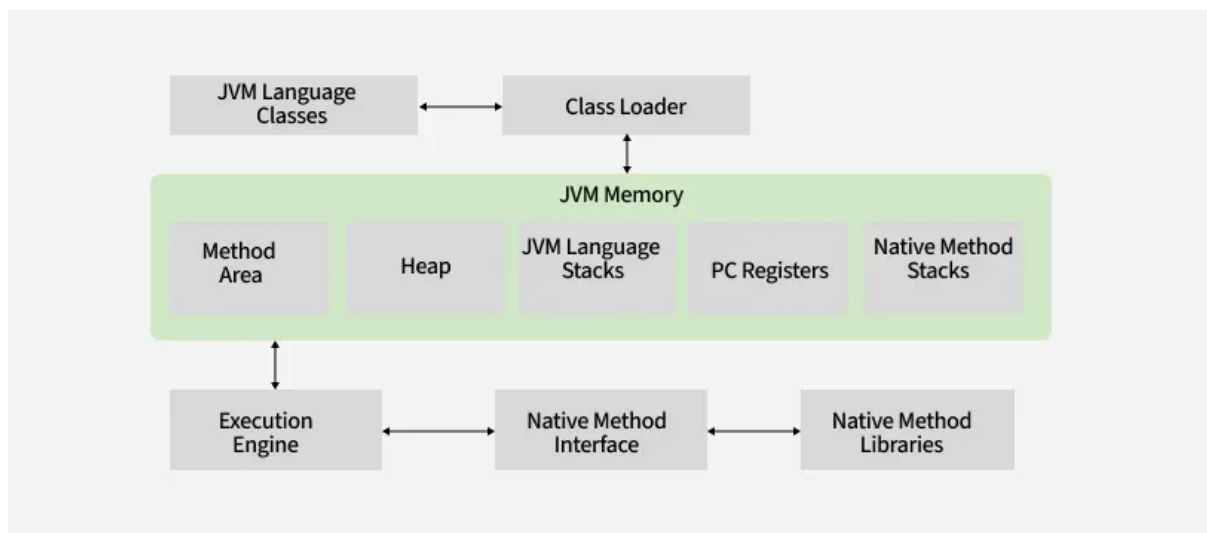 JVM Language
Classes
Class Loader
JVM Memory
Method
Area
Heap
JVM Language
Stacks
PC Registers
Native Method
Stacks
Execution
Engine
Native Method
Interface
Native Method
Libraries